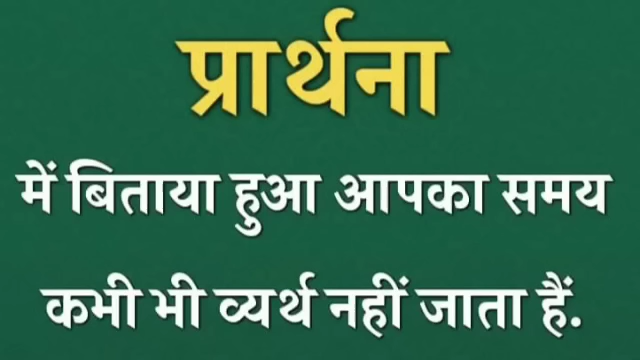 प्रार्थना
में बिताया हुआ आपका समय
कभी भी व्यर्थ नहीं जाता हैं.